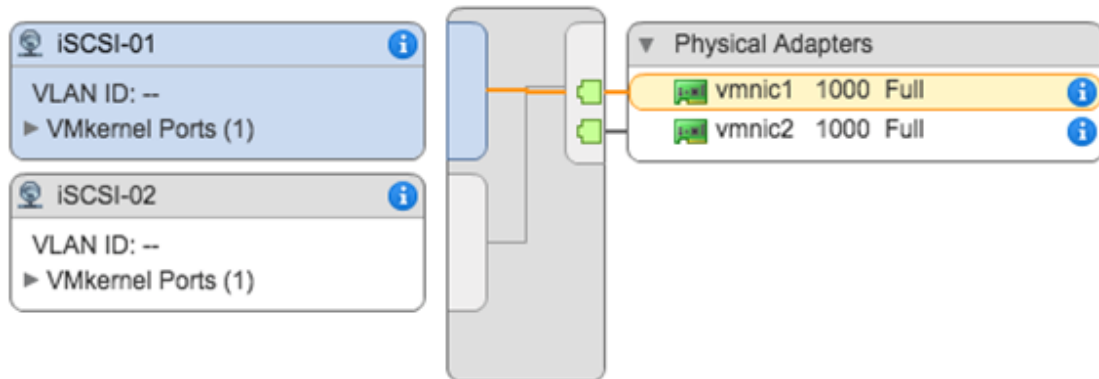 iSCSI-01
VLAN ID: --
VMkernel Ports (1)
iSCSI-02
VLAN ID: --
VMkernel Ports (1)
Physical Adapters
vmnic1 1000 Full
vmnic2 1000 Full